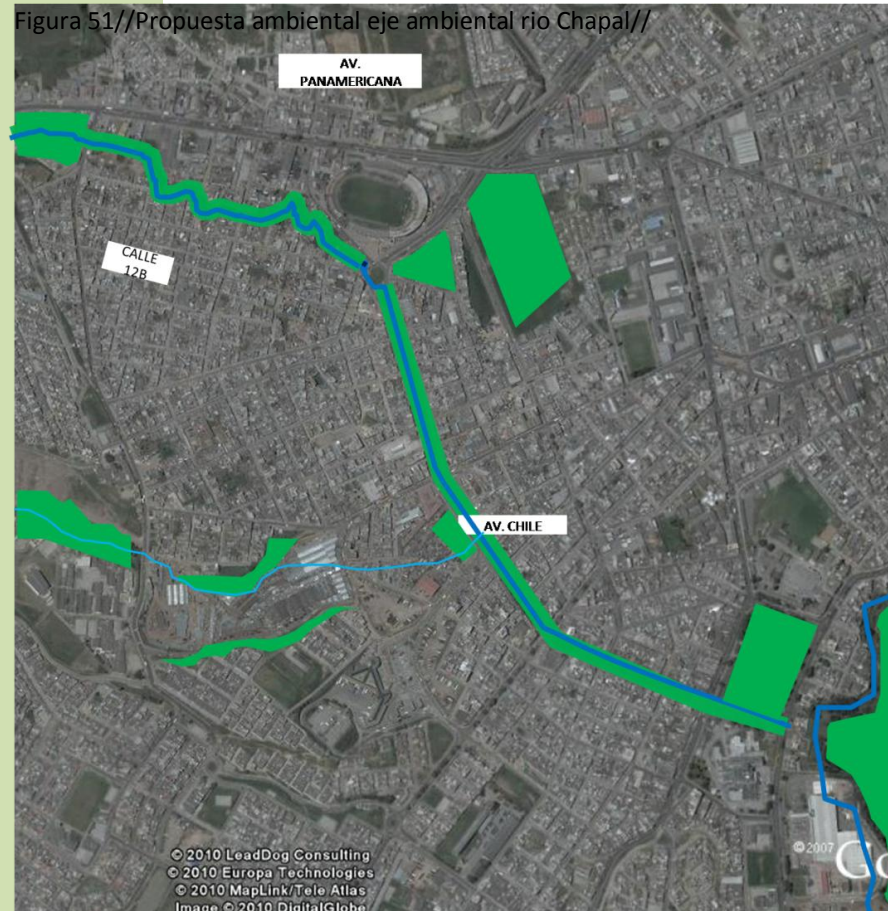 Figura 51//Propuesta ambiental eje ambiental rio Chapal//
AV.
PANAMERICANA
CALLE
12B
AV. CHILE
© 2010 LeadDog Consulting
© 2010 Europa Technologies
© 2010 MapLink/Tele Atlas
Image © 2010 DigitalGlobe
©2007
Go